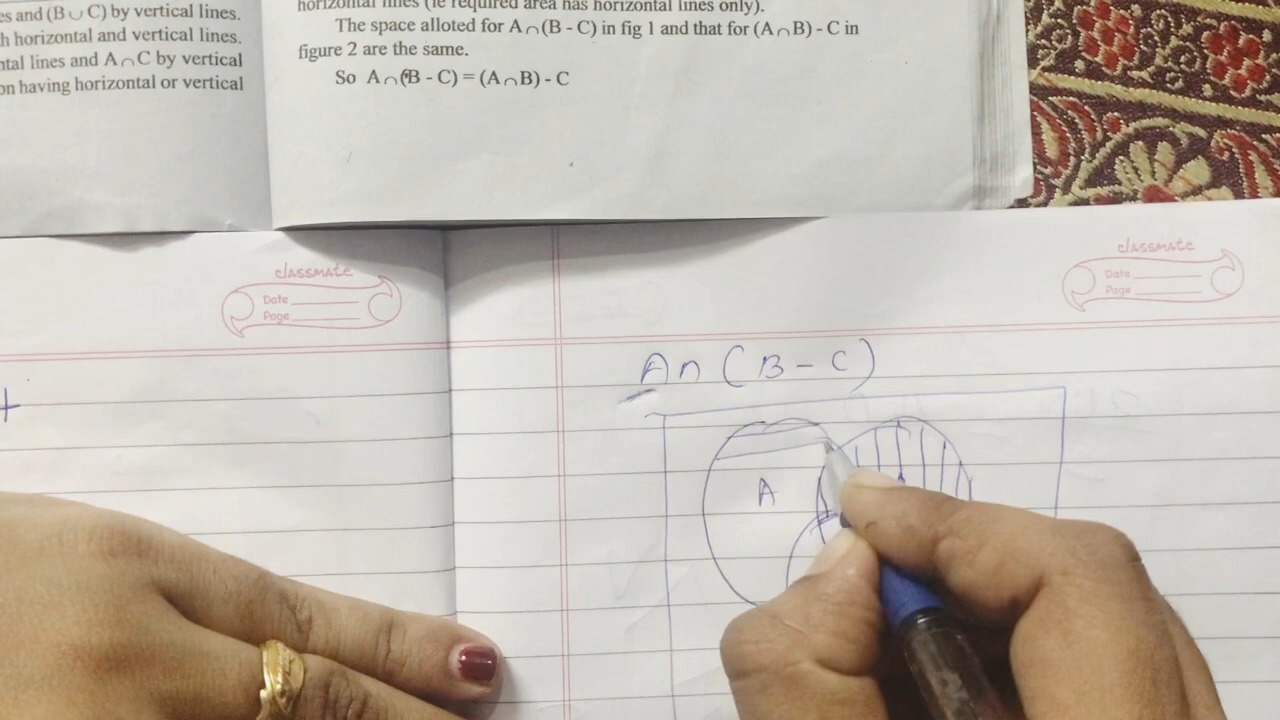 es and (B ∪ C) by vertical lines.
h horizontal and vertical lines.
ntal lines and A∩C by vertical
on having horizontal or vertical
horizontal lines (ie required area has horizontal lines only).
The space alloted for A∩(B - C) in fig 1 and that for (A∩B) - C in
figure 2 are the same.
So A∩(B - C) = (A∩B) - C
classmate
Date
Page
classmate
Date
Page
A∩(B-C)
A